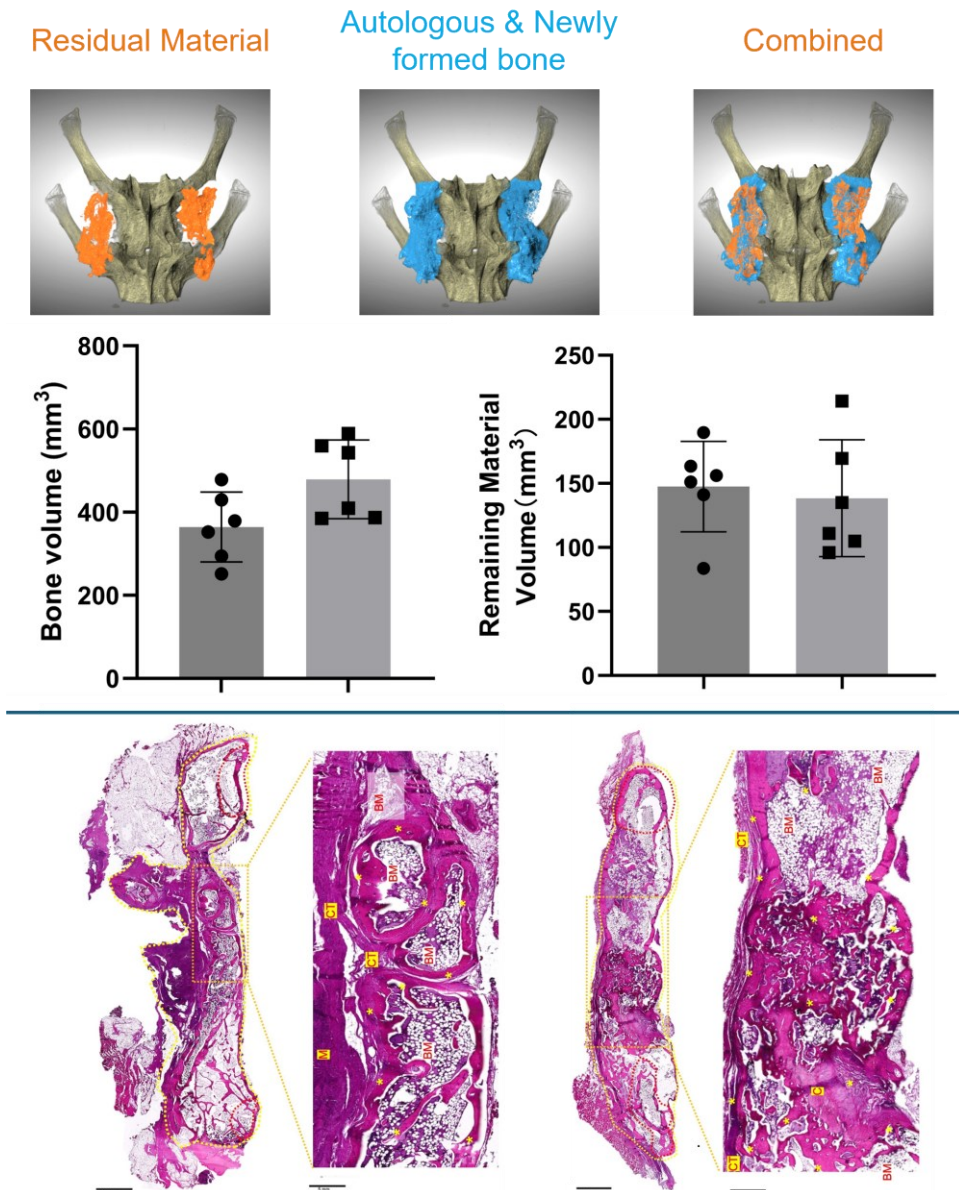 Residual Material
Autologous & Newly
formed bone
Combined
Bone volume (mm³)
800
600
400
200
0
Remaining Material
Volume (mm³)
250
200
150
100
50
0
BM
BM
CT
CT
BM
BM
M
BM
CT
BM
C
CT
BM